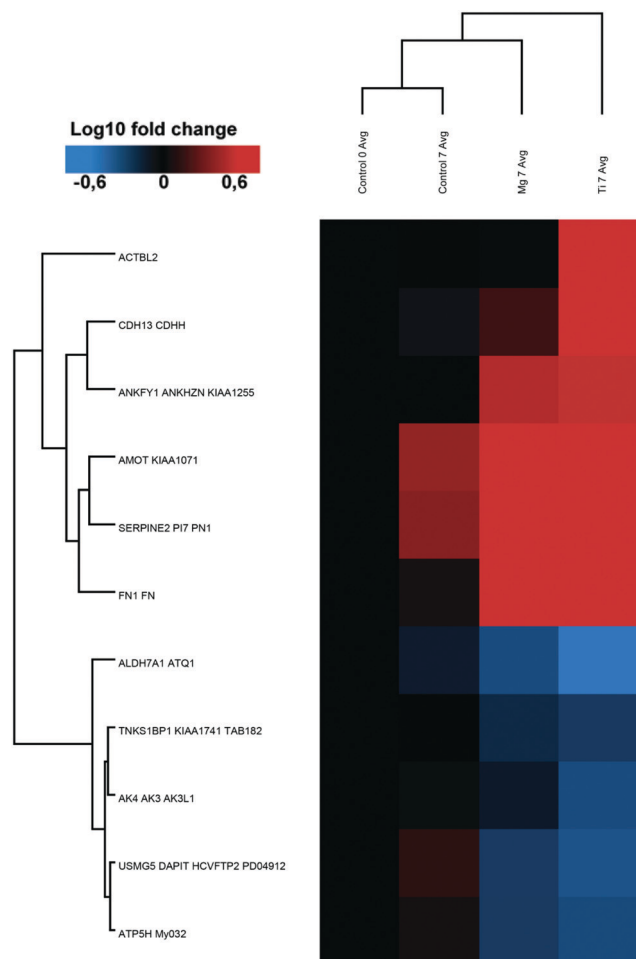 Log10 fold change
-0,6 0 0,6
Control 0 Avg
Control 7 Avg
Mg 7 Avg
Ti 7 Avg
ACTBL2
CDH13 CDHH
ANKFY1 ANKHZN KIAA1255
AMOT KIAA1071
SERPINE2 PI7 PN1
FN1 FN
ALDH7A1 ATQ1
TNKS1BP1 KIAA1741 TAB182
AK4 AK3 AK3L1
USMG5 DAPIT HCVFTP2 PD04912
ATP5H My032